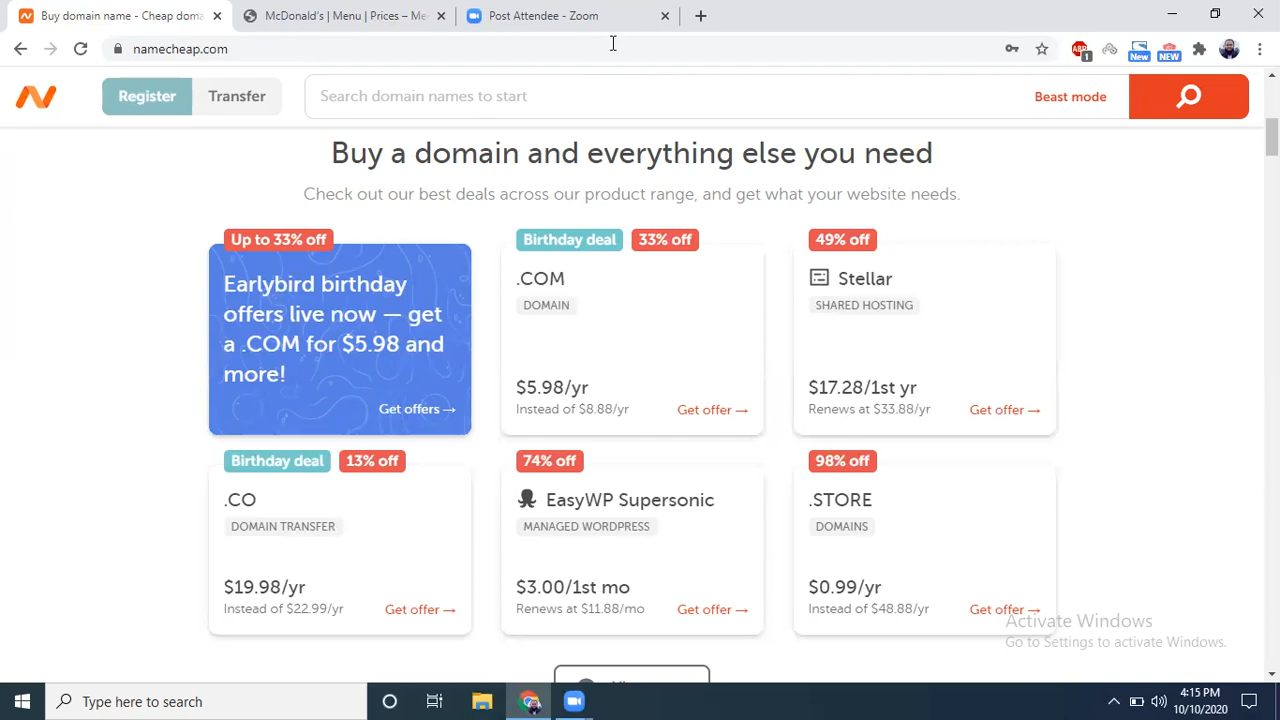 Buy domain name - Cheap doma
McDonald's | Menu | Prices – Me
Post Attendee - Zoom
namecheap.com
1
New
NEW
Register
Transfer
Search domain names to start
Beast mode
Buy a domain and everything else you need
Check out our best deals across our product range, and get what your website needs.
Up to 33% off
Earlybird birthday
offers live now — get
a .COM for $5.98 and
more!
Get offers →
Birthday deal
33% off
.COM
DOMAIN
$5.98/yr
Instead of $8.88/yr
Get offer →
49% off
Stellar
SHARED HOSTING
$17.28/1st yr
Renews at $33.88/yr
Get offer →
Birthday deal
13% off
.CO
DOMAIN TRANSFER
$19.98/yr
Instead of $22.99/yr
Get offer →
74% off
EasyWP Supersonic
MANAGED WORDPRESS
$3.00/1st mo
Renews at $11.88/mo
Get offer →
98% off
.STORE
DOMAINS
$0.99/yr
Instead of $48.88/yr
Get offer →
Activate Windows
Go to Settings to activate Windows.
Type here to search
4:15 PM
10/10/2020